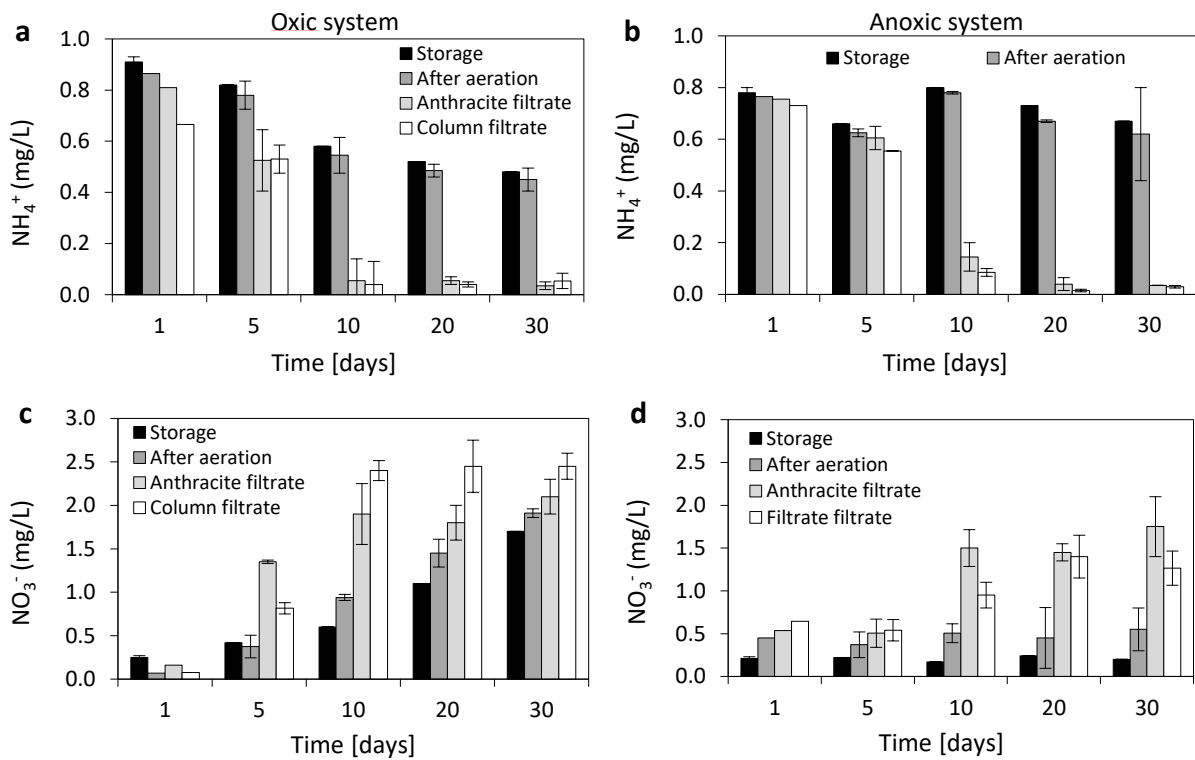 a
Oxic system
NH₄⁺ (mg/L)
1.0
0.8
0.6
0.4
0.2
0.0
Storage
After aeration
Anthracite filtrate
Column filtrate
1 5 10 20 30
Time [days]
b
Anoxic system
NH₄⁺ (mg/L)
1.0
0.8
0.6
0.4
0.2
0.0
Storage After aeration
1 5 10 20 30
Time [days]
c
NO₃⁻ (mg/L)
3.0
2.5
2.0
1.5
1.0
0.5
0.0
Storage
After aeration
Anthracite filtrate
Column filtrate
1 5 10 20 30
Time [days]
d
NO₃⁻ (mg/L)
3.0
2.5
2.0
1.5
1.0
0.5
0.0
Storage
After aeration
Anthracite filtrate
Filtrate filtrate
1 5 10 20 30
Time [days]